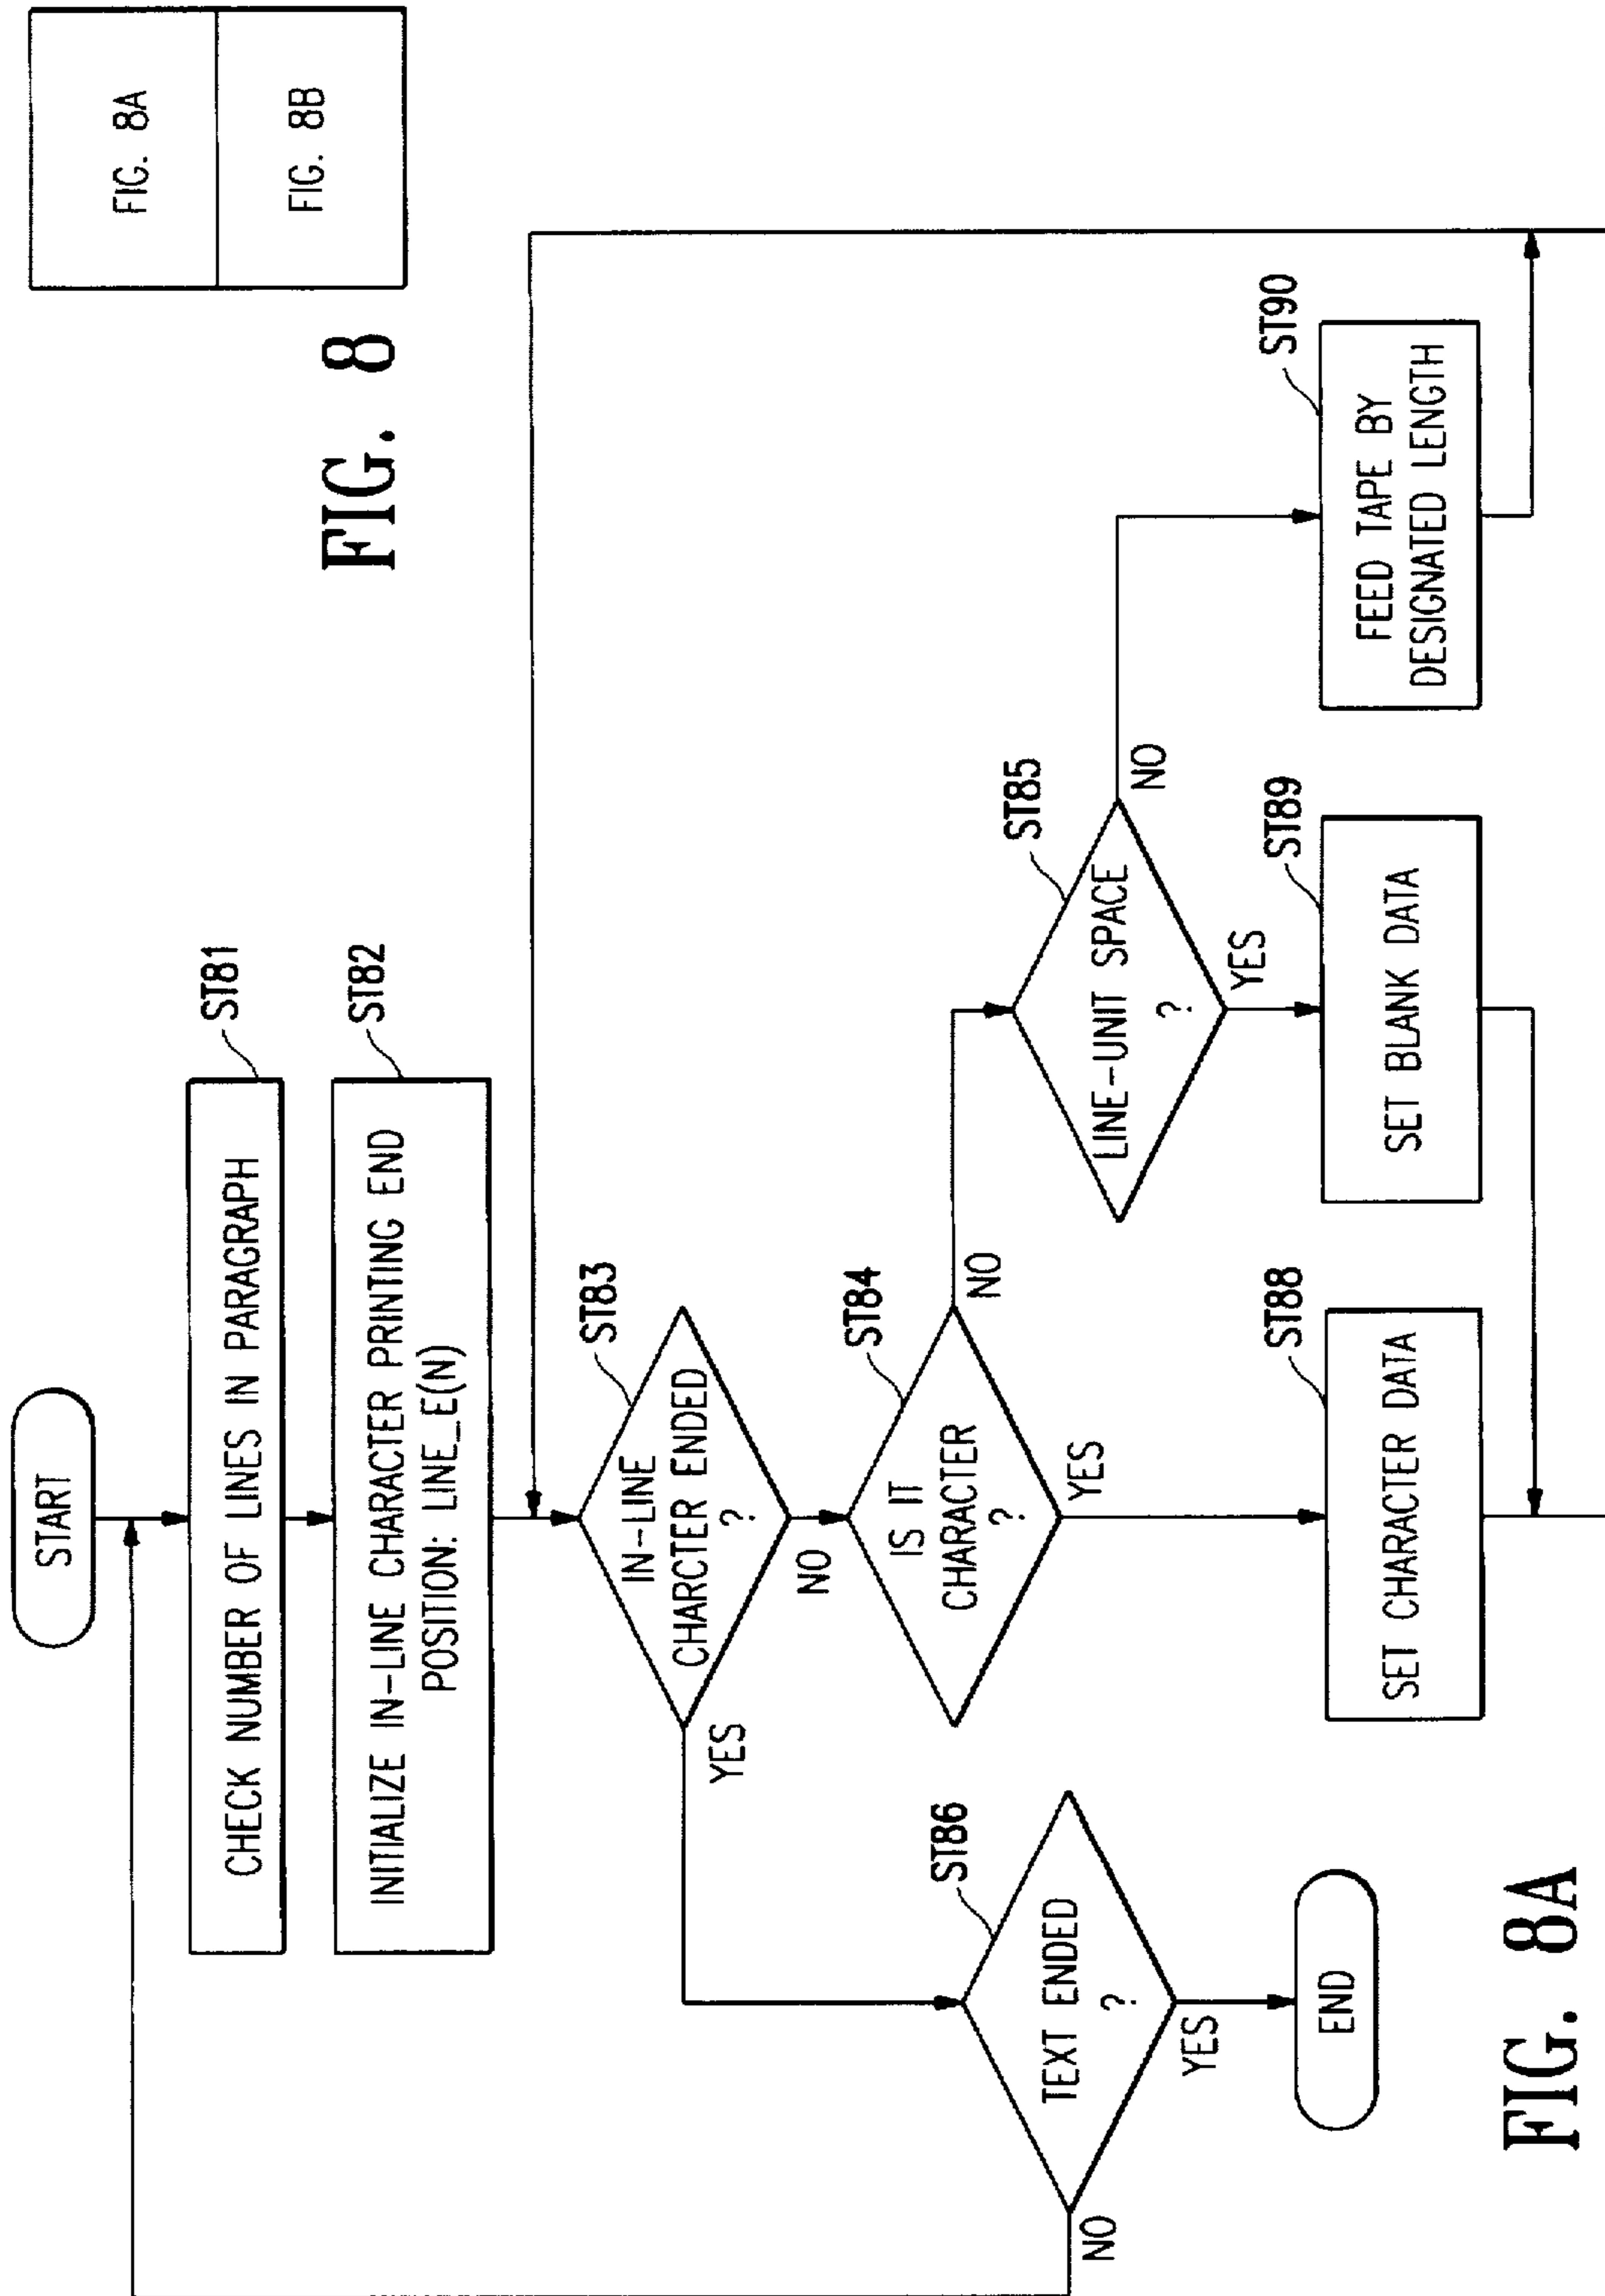 FIG. 8A
FIG. 8B
FIG. 8
START
ST81
CHECK NUMBER OF LINES IN PARAGRAPH
ST82
INITIALIZE IN-LINE CHARACTER PRINTING END
POSITION: LINE_E(N)
ST83
IN-LINE
CHARCTER ENDED
?
YES
NO
ST84
IS IT
CHARACTER
?
NO
YES
ST85
LINE-UNIT SPACE
?
NO
YES
ST86
TEXT ENDED
?
NO
YES
END
ST88
SET CHARACTER DATA
ST89
SET BLANK DATA
ST90
FEED TAPE BY
DESIGNATED LENGTH
FIG. 8A